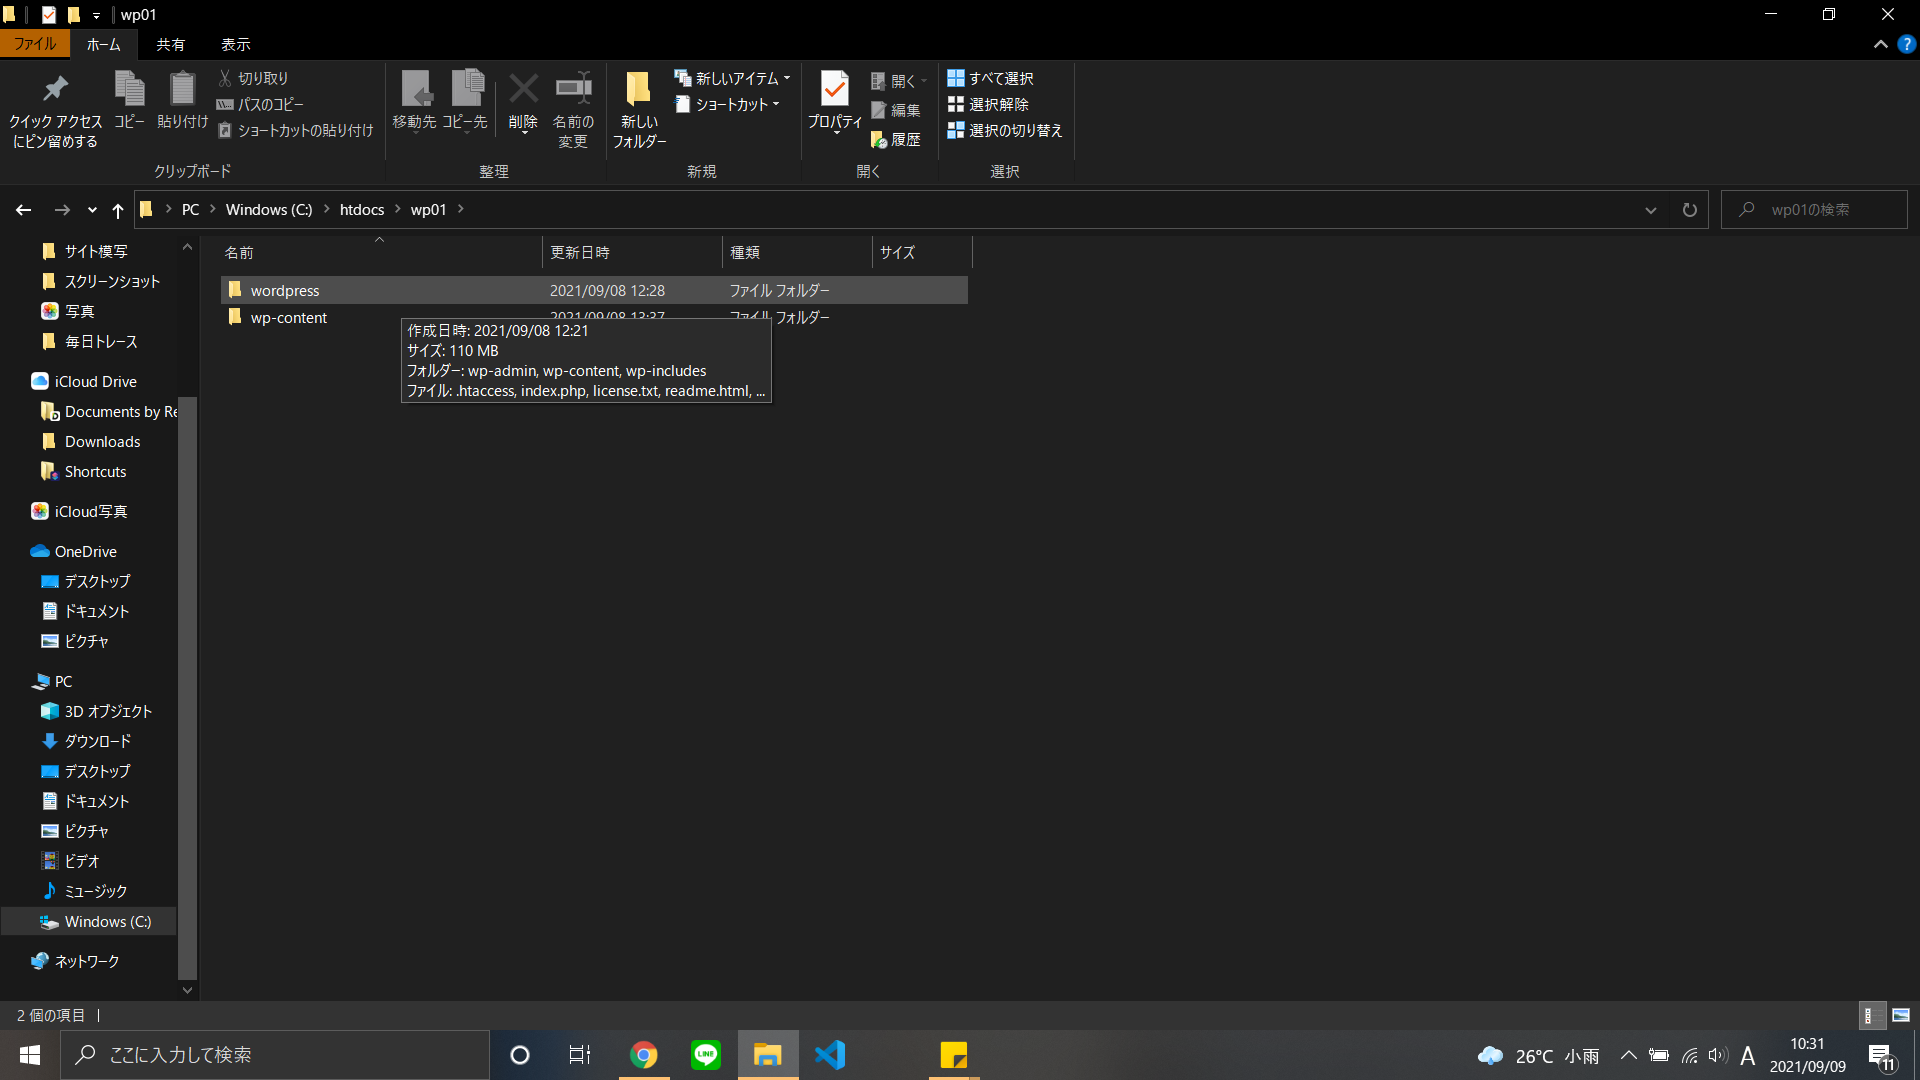 wp01
ファイル
ホーム
共有
表示
クイック アクセス
にピン留めする
コピー
貼り付け
切り取り
パスのコピー
ショートカットの貼り付け
クリップボード
移動先
コピー先
削除
名前の
変更
整理
新しい
フォルダー
新しいアイテム
ショートカット
新規
プロパティ
開く
編集
履歴
開く
すべて選択
選択解除
選択の切り替え
選択
PC
Windows (C:)
htdocs
wp01
wp01の検索
サイト模写
スクリーンショット
写真
毎日トレース
iCloud Drive
Documents by Re
Downloads
Shortcuts
iCloud写真
OneDrive
デスクトップ
ドキュメント
ピクチャ
PC
3D オブジェクト
ダウンロード
デスクトップ
ドキュメント
ピクチャ
ビデオ
ミュージック
Windows (C:)
ネットワーク
名前
更新日時
種類
サイズ
wordpress
2021/09/08 12:28
ファイル フォルダー
wp-content
2021/09/08 13:37
ファイル フォルダー
作成日時: 2021/09/08 12:21
サイズ: 110 MB
フォルダー: wp-admin, wp-content, wp-includes
ファイル: .htaccess, index.php, license.txt, readme.html, ...
2 個の項目
ここに入力して検索
LINE
26°C 小雨
A
10:31
2021/09/09
11